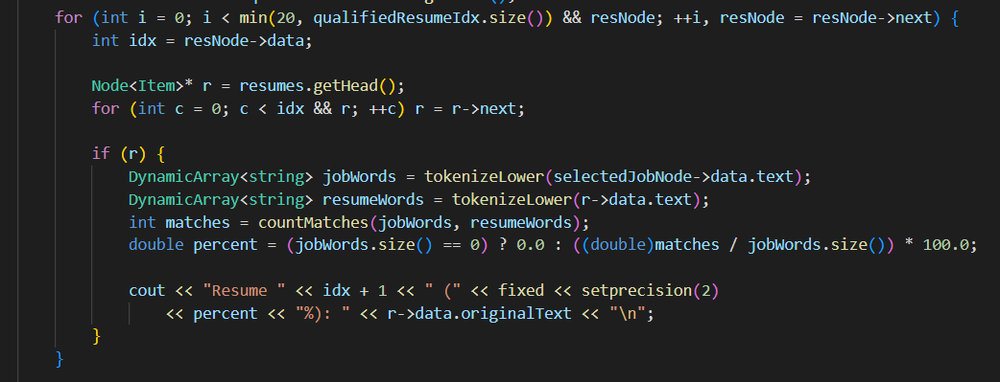 for (int i = 0; i < min(20, qualifiedResumeIdx.size()) && resNode; ++i, resNode = resNode->next) {
    int idx = resNode->data;

    Node<Item>* r = resumes.getHead();
    for (int c = 0; c < idx && r; ++c) r = r->next;

    if (r) {
        DynamicArray<string> jobWords = tokenizeLower(selectedJobNode->data.text);
        DynamicArray<string> resumeWords = tokenizeLower(r->data.text);
        int matches = countMatches(jobWords, resumeWords);
        double percent = (jobWords.size() == 0) ? 0.0 : ((double)matches / jobWords.size()) * 100.0;

        cout << "Resume " << idx + 1 << " (" << fixed << setprecision(2)
            << percent << "%): " << r->data.originalText << "\n";
    }
}